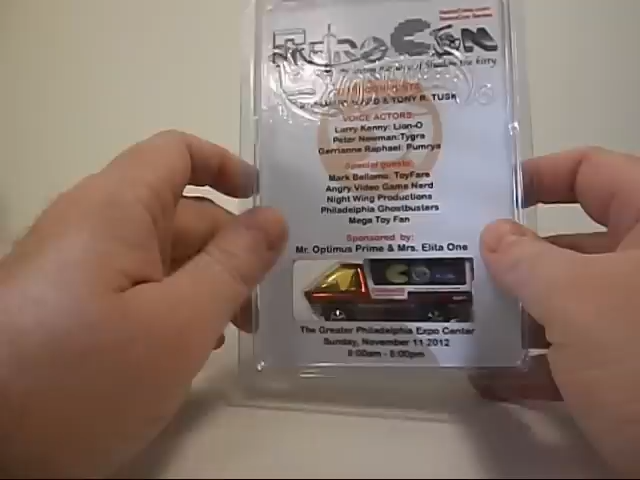 RetroCon
VOICE ACTORS:
Larry Kenny: Lion-O
Peter Newman:Tygra
Gerrianne Raphael: Pumyra
Special guests:
Mark Bellomo: ToyFare
Angry Video Game Nerd
Night Wing Productions
Philadelphia Ghostbusters
Mega Toy Fan
Sponsored by:
Mr. Optimus Prime & Mrs. Elita One
The Greater Philadelphia Expo Center
Sunday, November 11 2012
9:00am - 5:00pm